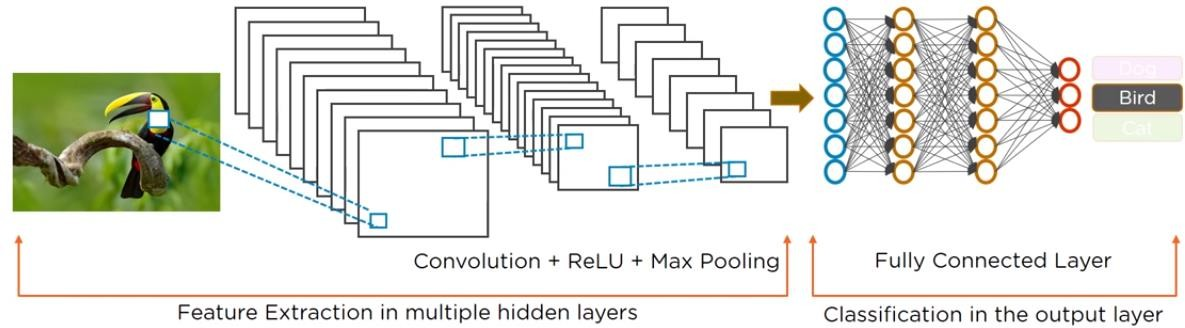 Dog
Bird
Cat
Convolution + ReLU + Max Pooling
Fully Connected Layer
Feature Extraction in multiple hidden layers
Classification in the output layer